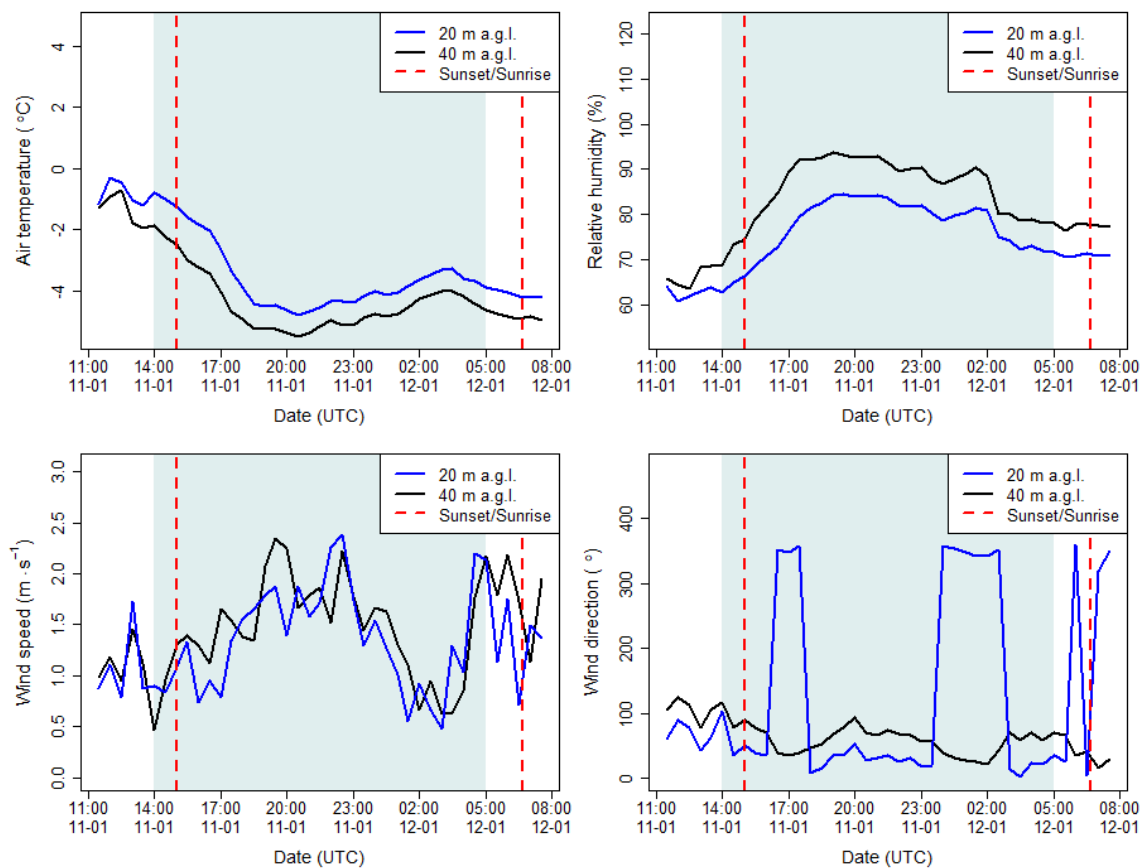 20 m a.g.l.
40 m a.g.l.
Sunset/Sunrise
Air temperature ( °C)
4
2
0
-2
-4
11:00 14:00 17:00 20:00 23:00 02:00 05:00 08:00
11-01 11-01 11-01 11-01 11-01 12-01 12-01 12-01
Date (UTC)
20 m a.g.l.
40 m a.g.l.
Sunset/Sunrise
Relative humidity (%)
120
110
100
90
80
70
60
11:00 14:00 17:00 20:00 23:00 02:00 05:00 08:00
11-01 11-01 11-01 11-01 11-01 12-01 12-01 12-01
Date (UTC)
20 m a.g.l.
40 m a.g.l.
Sunset/Sunrise
Wind speed (m · s⁻¹)
3.0
2.5
2.0
1.5
1.0
0.5
0.0
11:00 14:00 17:00 20:00 23:00 02:00 05:00 08:00
11-01 11-01 11-01 11-01 11-01 12-01 12-01 12-01
Date (UTC)
20 m a.g.l.
40 m a.g.l.
Sunset/Sunrise
Wind direction ( °)
400
300
200
100
0
11:00 14:00 17:00 20:00 23:00 02:00 05:00 08:00
11-01 11-01 11-01 11-01 11-01 12-01 12-01 12-01
Date (UTC)